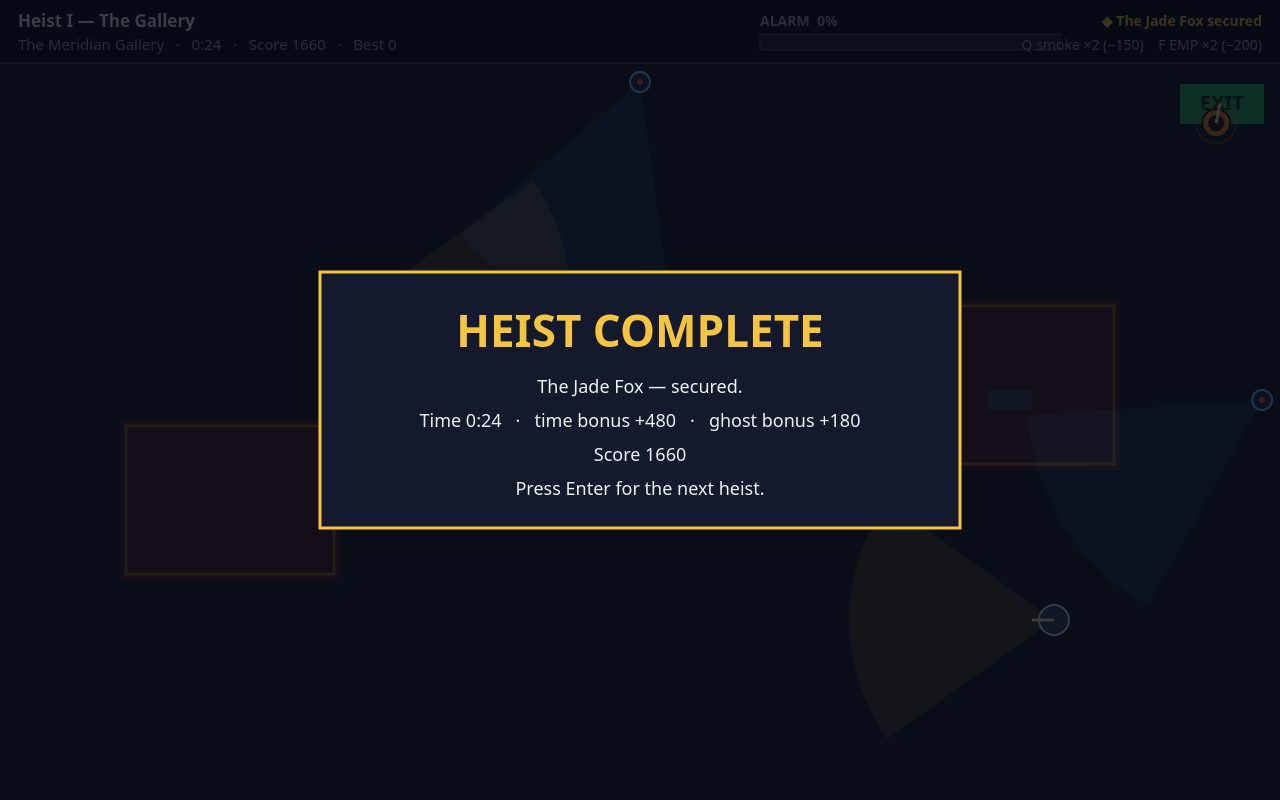 Heist I — The Gallery
The Meridian Gallery · 0:24 · Score 1660 · Best 0
ALARM 0%
◆ The Jade Fox secured
Q smoke ×2 (−150) F EMP ×2 (−200)
EXIT
HEIST COMPLETE
The Jade Fox — secured.
Time 0:24 · time bonus +480 · ghost bonus +180
Score 1660
Press Enter for the next heist.